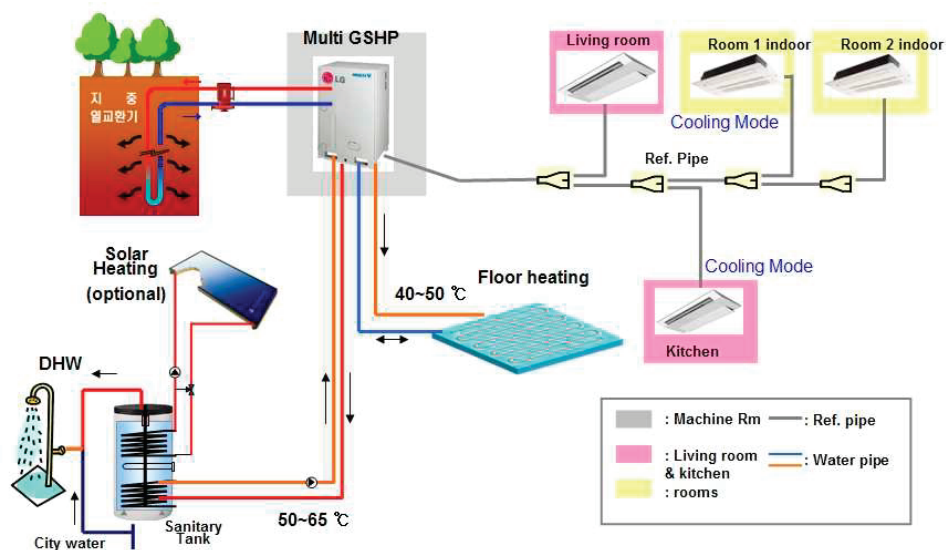 Multi GSHP
Living room
Room 1 indoor
Room 2 indoor
지 중
열교환기
LG
Cooling Mode
Ref. Pipe
Solar
Heating
(optional)
Cooling Mode
Floor heating
40~50 ℃
Kitchen
DHW
: Machine Rm
: Ref. pipe
: Living room
& kitchen
: Water pipe
: rooms
50~65 ℃
Sanitary
Tank
City water